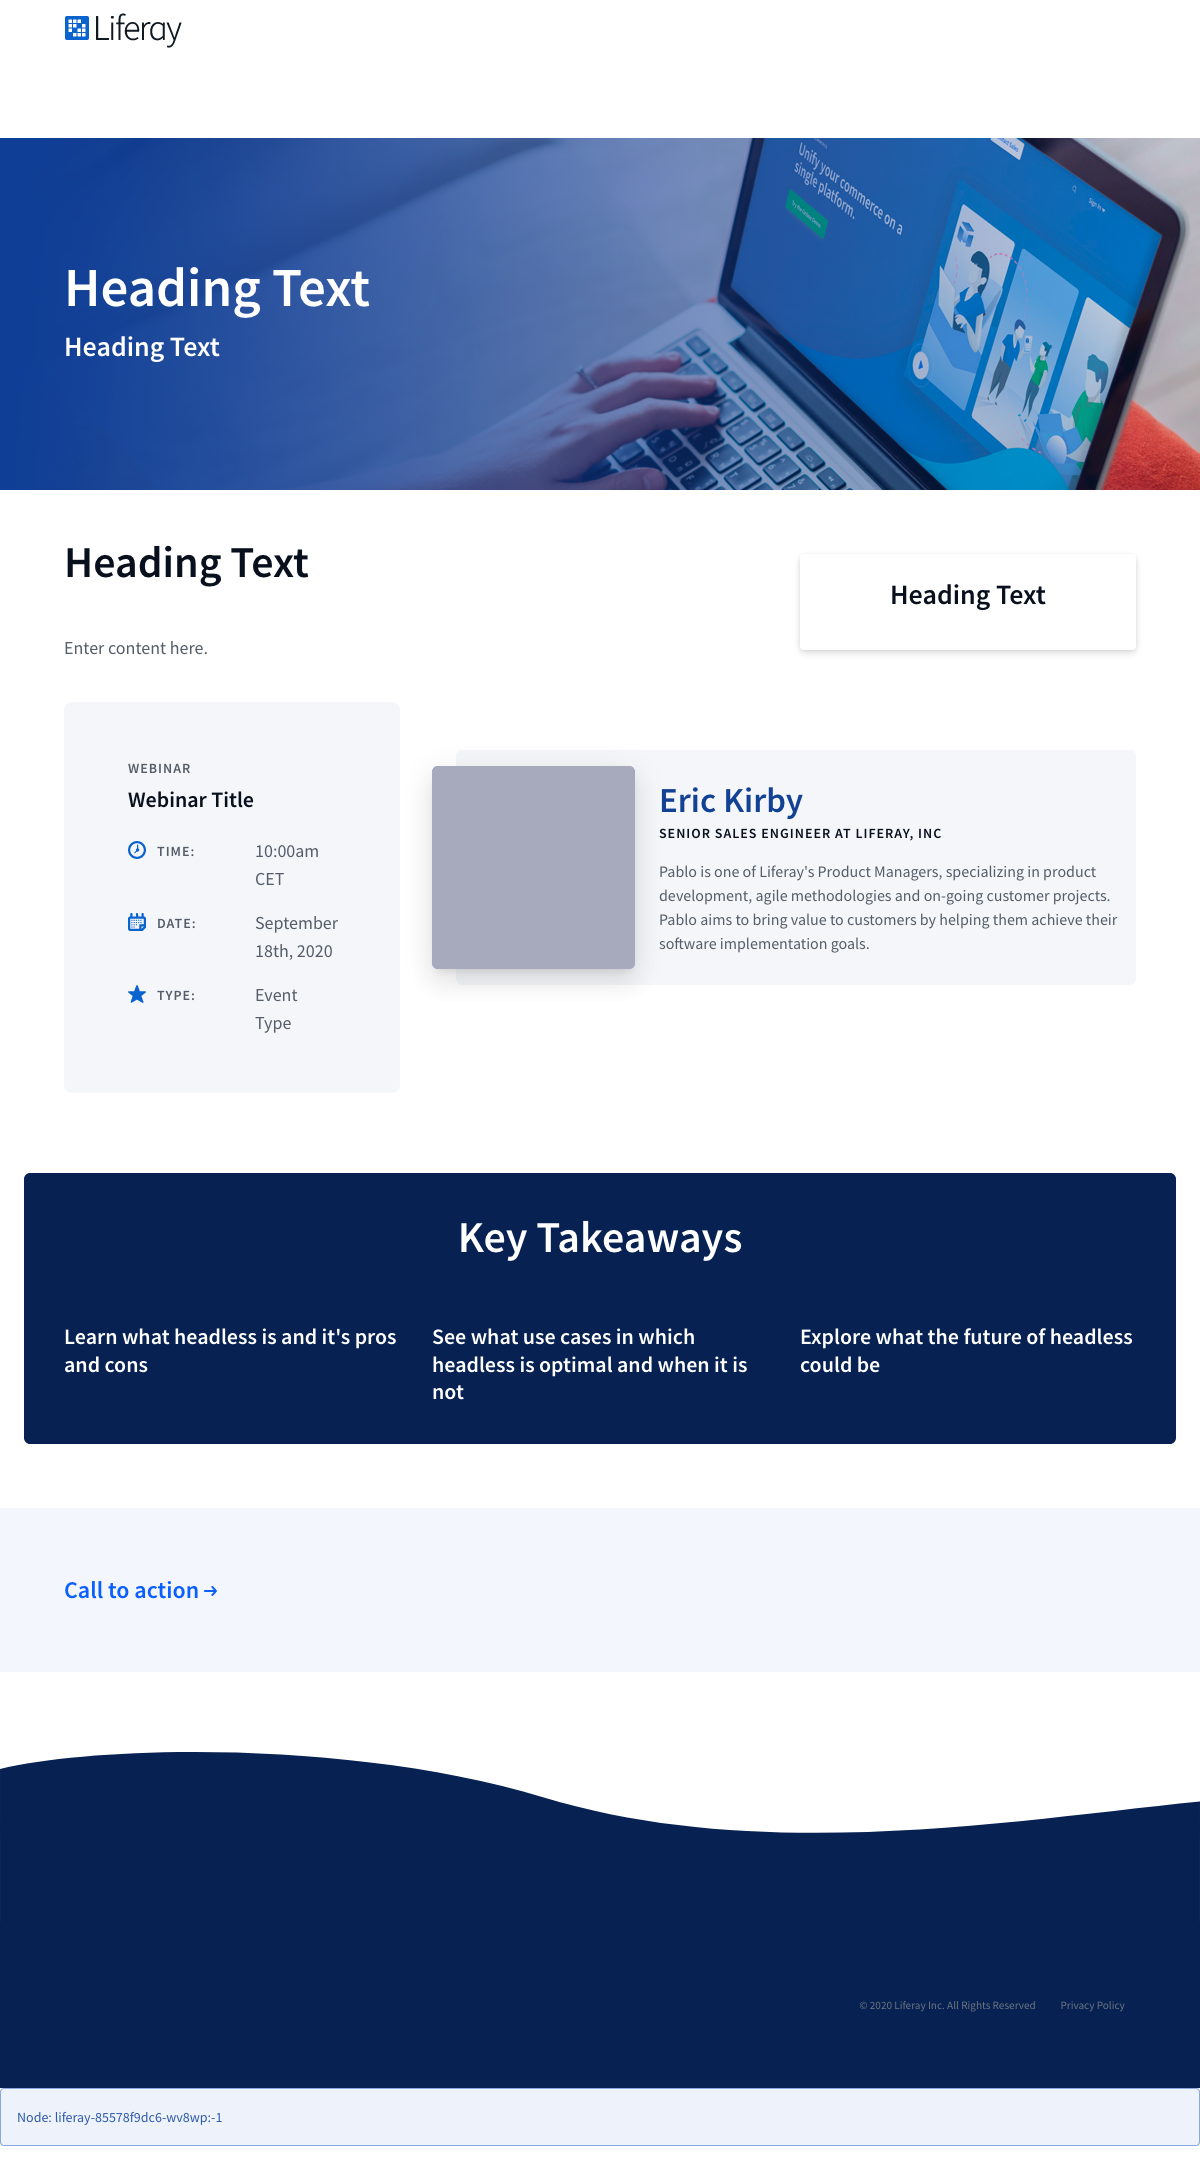 Liferay
Unify your commerce on a
single platform.
Heading Text
Heading Text
Heading Text
Heading Text
Enter content here.
WEBINAR
Webinar Title
TIME: 10:00am
CET
DATE: September
18th, 2020
TYPE: Event
Type
Eric Kirby
SENIOR SALES ENGINEER AT LIFERAY, INC
Pablo is one of Liferay's Product Managers, specializing in product
development, agile methodologies and on-going customer projects.
Pablo aims to bring value to customers by helping them achieve their
software implementation goals.
Key Takeaways
Learn what headless is and it's pros
and cons
See what use cases in which
headless is optimal and when it is
not
Explore what the future of headless
could be
Call to action →
© 2020 Liferay Inc. All Rights Reserved Privacy Policy
Node: liferay-85578f9dc6-wv8wp:-1